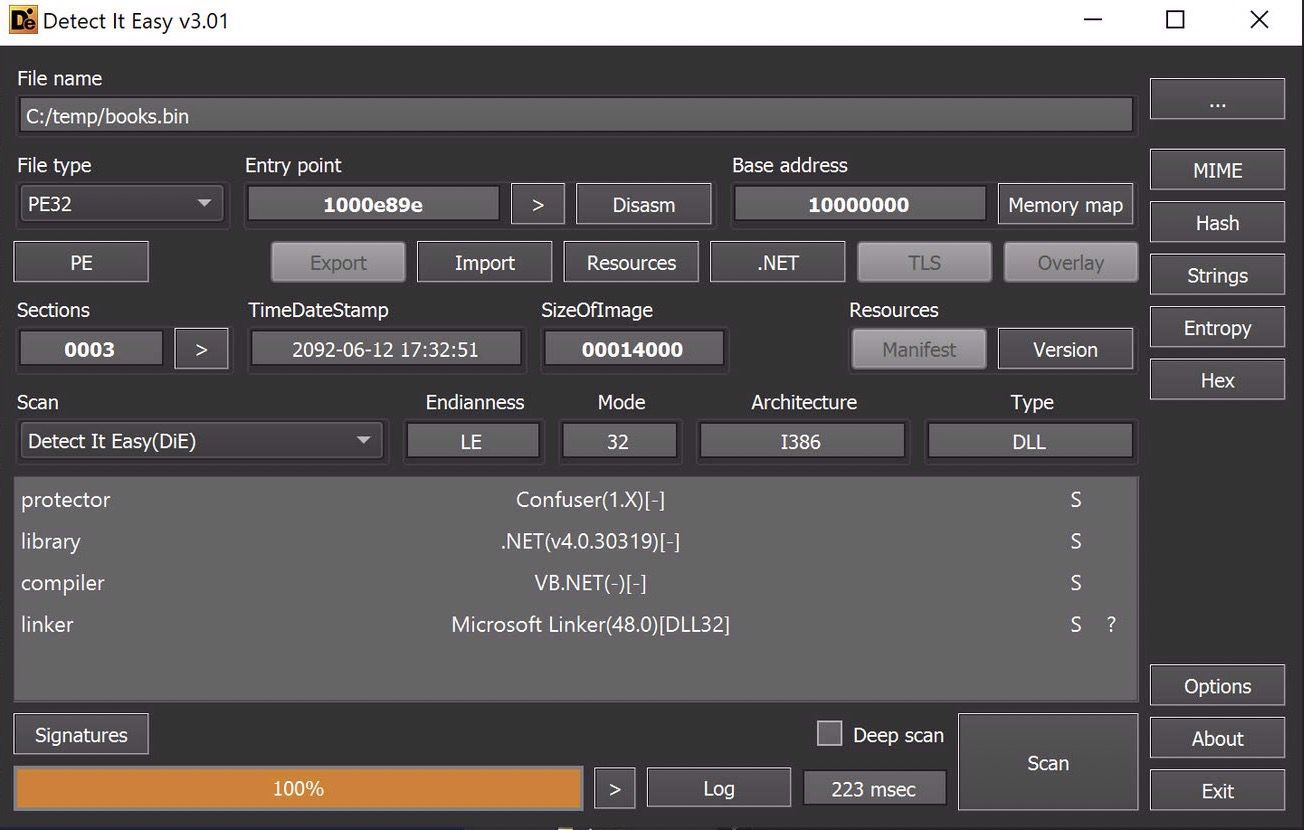 Detect It Easy v3.01
File name
C:/temp/books.bin
...
File type Entry point Base address
PE32 1000e89e > Disasm 10000000 Memory map
MIME
Hash
PE Export Import Resources .NET TLS Overlay
Strings
Sections TimeDateStamp SizeOfImage Resources
Entropy
0003 > 2092-06-12 17:32:51 00014000 Manifest Version
Hex
Scan Endianness Mode Architecture Type
Detect It Easy(DiE) LE 32 I386 DLL
protector Confuser(1.X)[-] S
library .NET(v4.0.30319)[-] S
compiler VB.NET(-)[-] S
linker Microsoft Linker(48.0)[DLL32] S ?
Options
Signatures Deep scan
About
Scan
100% > Log 223 msec
Exit